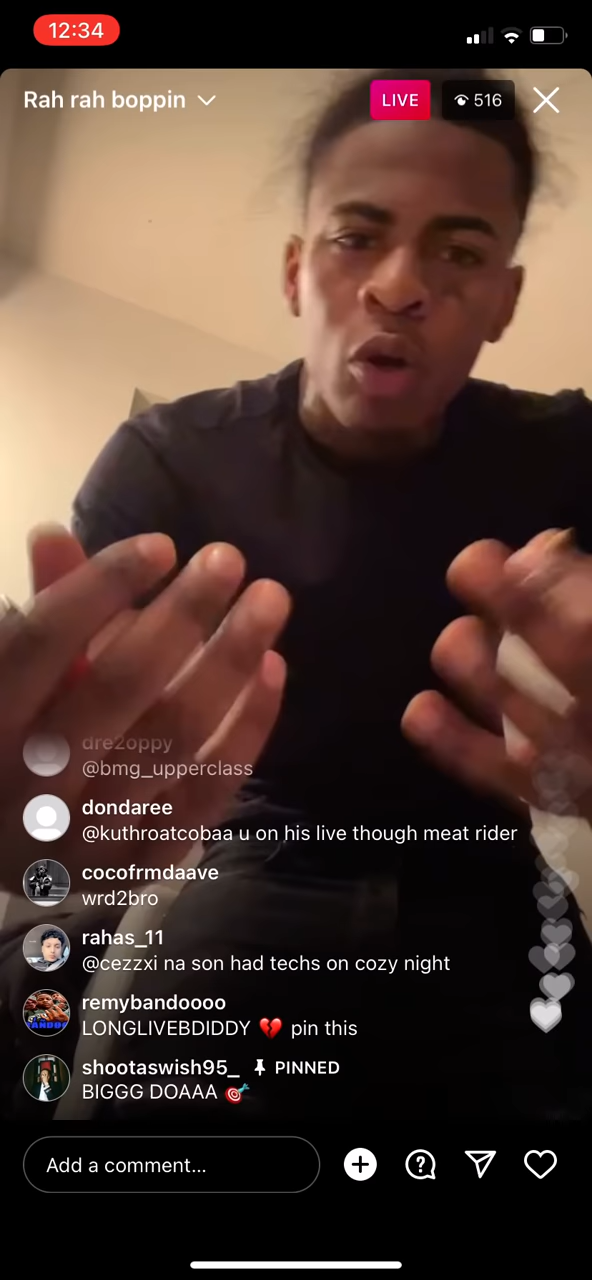 12:34
Rah rah boppin
LIVE
516
dre2oppy
@bmg_upperclass
dondaree
@kuthroatcobaa u on his live though meat rider
cocofrmdaave
wrd2bro
rahas_11
@cezzxi na son had techs on cozy night
remybandoooo
LONGLIVEBDIDDY 💔 pin this
shootaswish95_ PINNED
BIGGG DOAAA 🎯
Add a comment...